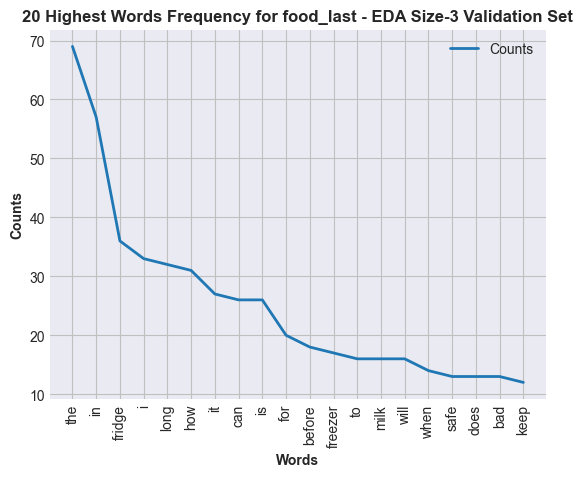 20 Highest Words Frequency for food_last - EDA Size-3 Validation Set
Counts
70
60
50
40
30
20
10
Counts
the
in
fridge
i
long
how
it
can
is
for
before
freezer
to
milk
will
when
safe
does
bad
keep
Words